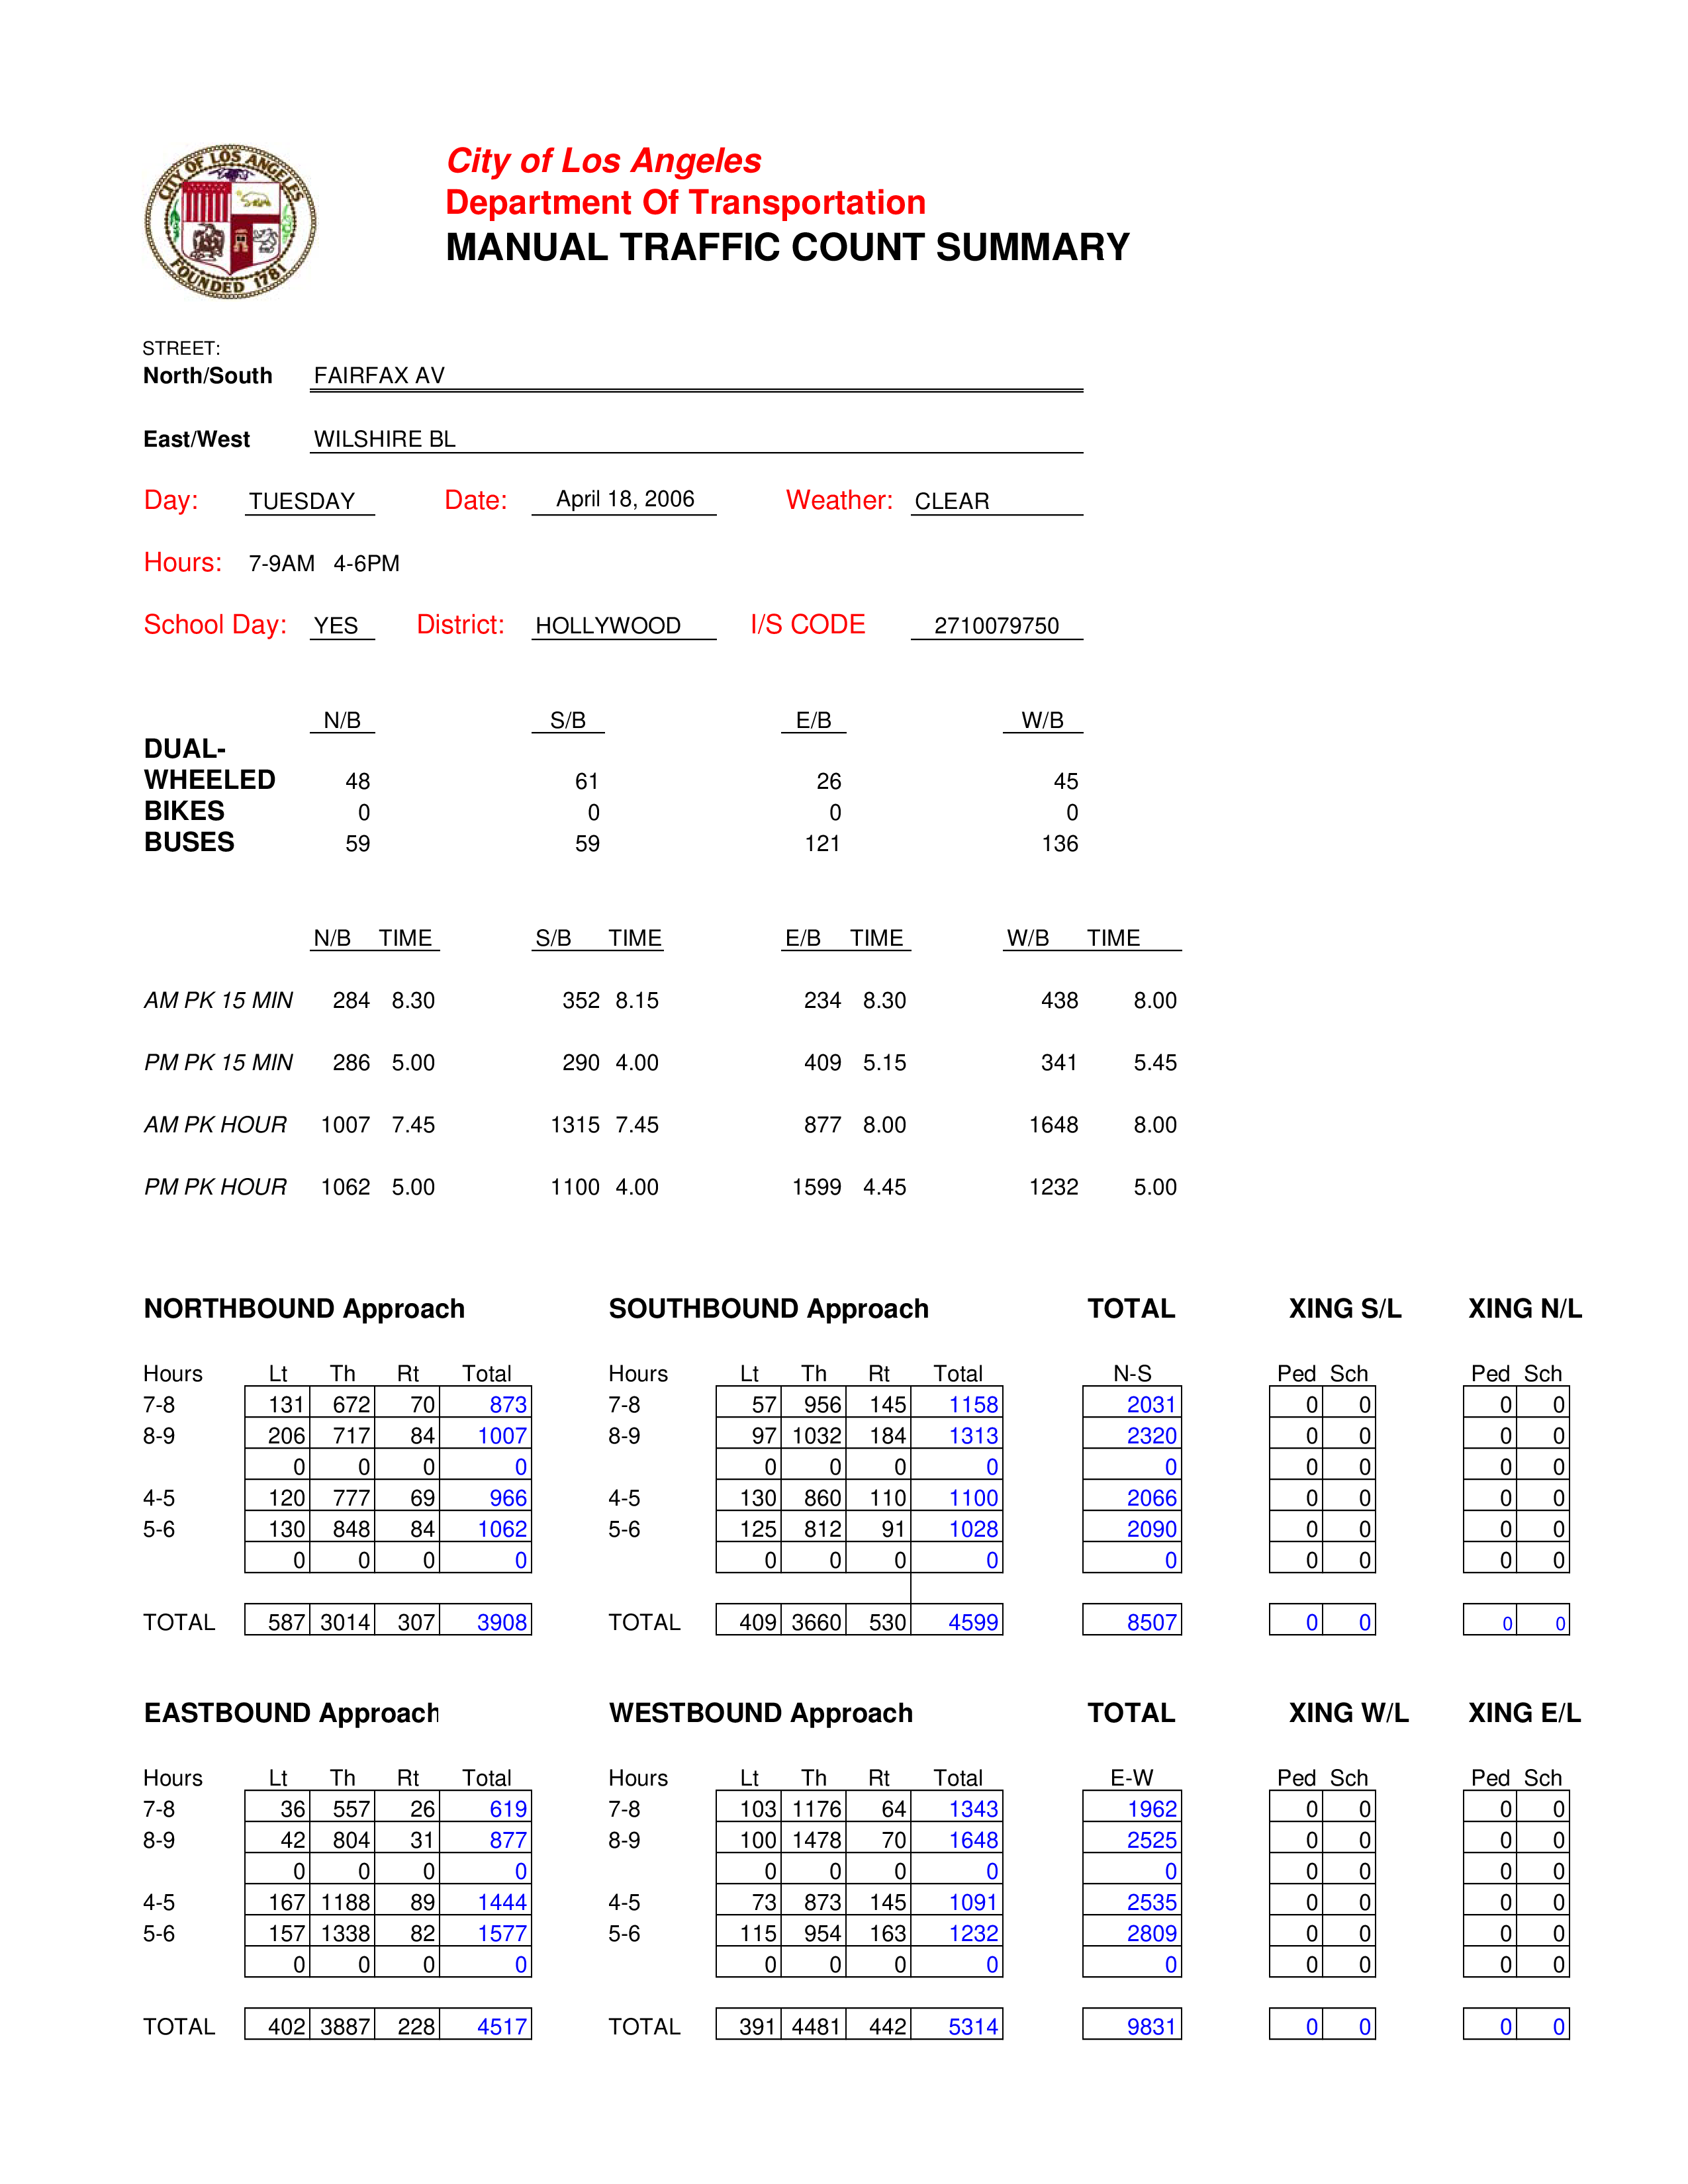 CITY OF LOS ANGELES
FOUNDED 1781
City of Los Angeles
Department Of Transportation
MANUAL TRAFFIC COUNT SUMMARY
STREET:
North/South FAIRFAX AV
East/West WILSHIRE BL
Day: TUESDAY Date: April 18, 2006 Weather: CLEAR
Hours: 7-9AM 4-6PM
School Day: YES District: HOLLYWOOD I/S CODE 2710079750
N/B S/B E/B W/B
DUAL-
WHEELED 48 61 26 45
BIKES 0 0 0 0
BUSES 59 59 121 136
N/B TIME S/B TIME E/B TIME W/B TIME
AM PK 15 MIN 284 8.30 352 8.15 234 8.30 438 8.00
PM PK 15 MIN 286 5.00 290 4.00 409 5.15 341 5.45
AM PK HOUR 1007 7.45 1315 7.45 877 8.00 1648 8.00
PM PK HOUR 1062 5.00 1100 4.00 1599 4.45 1232 5.00
NORTHBOUND Approach SOUTHBOUND Approach TOTAL XING S/L XING N/L
Hours Lt Th Rt Total Hours Lt Th Rt Total N-S Ped Sch Ped Sch
7-8 131 672 70 873 7-8 57 956 145 1158 2031 0 0 0 0
8-9 206 717 84 1007 8-9 97 1032 184 1313 2320 0 0 0 0
0 0 0 0 0 0 0 0 0 0 0 0 0
4-5 120 777 69 966 4-5 130 860 110 1100 2066 0 0 0 0
5-6 130 848 84 1062 5-6 125 812 91 1028 2090 0 0 0 0
0 0 0 0 0 0 0 0 0 0 0 0 0
TOTAL 587 3014 307 3908 TOTAL 409 3660 530 4599 8507 0 0 0 0
EASTBOUND Approach WESTBOUND Approach TOTAL XING W/L XING E/L
Hours Lt Th Rt Total Hours Lt Th Rt Total E-W Ped Sch Ped Sch
7-8 36 557 26 619 7-8 103 1176 64 1343 1962 0 0 0 0
8-9 42 804 31 877 8-9 100 1478 70 1648 2525 0 0 0 0
0 0 0 0 0 0 0 0 0 0 0 0 0
4-5 167 1188 89 1444 4-5 73 873 145 1091 2535 0 0 0 0
5-6 157 1338 82 1577 5-6 115 954 163 1232 2809 0 0 0 0
0 0 0 0 0 0 0 0 0 0 0 0 0
TOTAL 402 3887 228 4517 TOTAL 391 4481 442 5314 9831 0 0 0 0